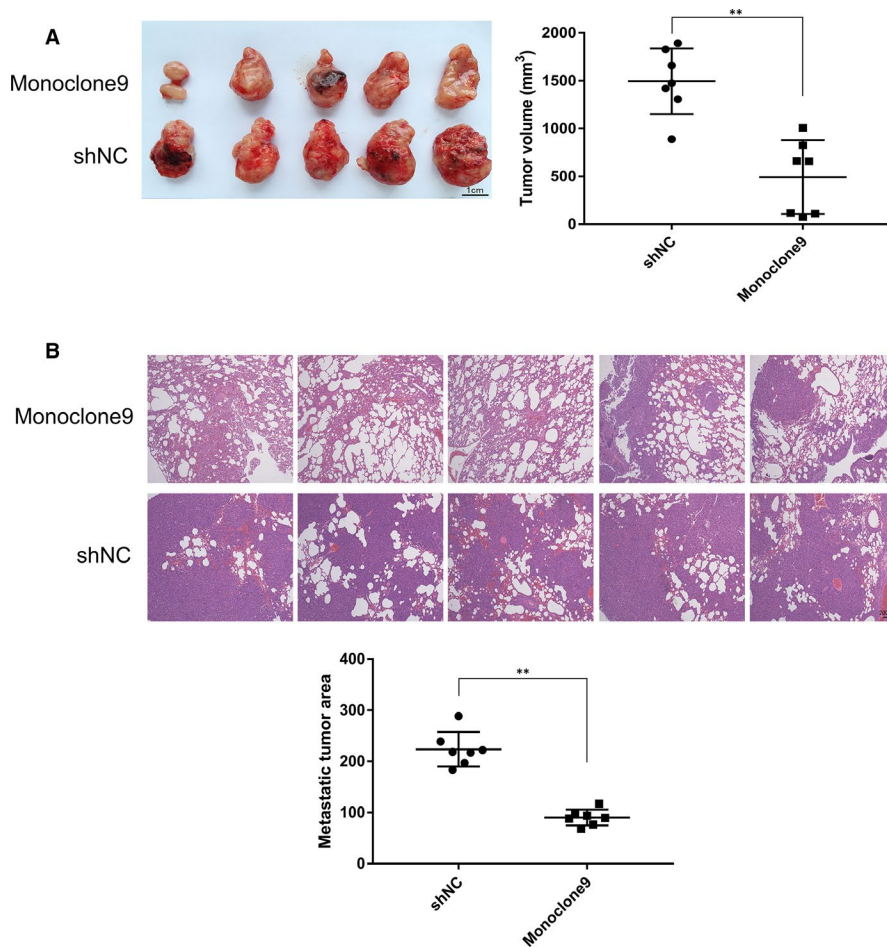 A
Monoclone9
shNC
1cm
Tumor volume (mm3)
2000
1500
1000
500
0
**
shNC
Monoclone9
B
Monoclone9
shNC
Metastatic tumor area
400
300
200
100
0
**
shNC
Monoclone9